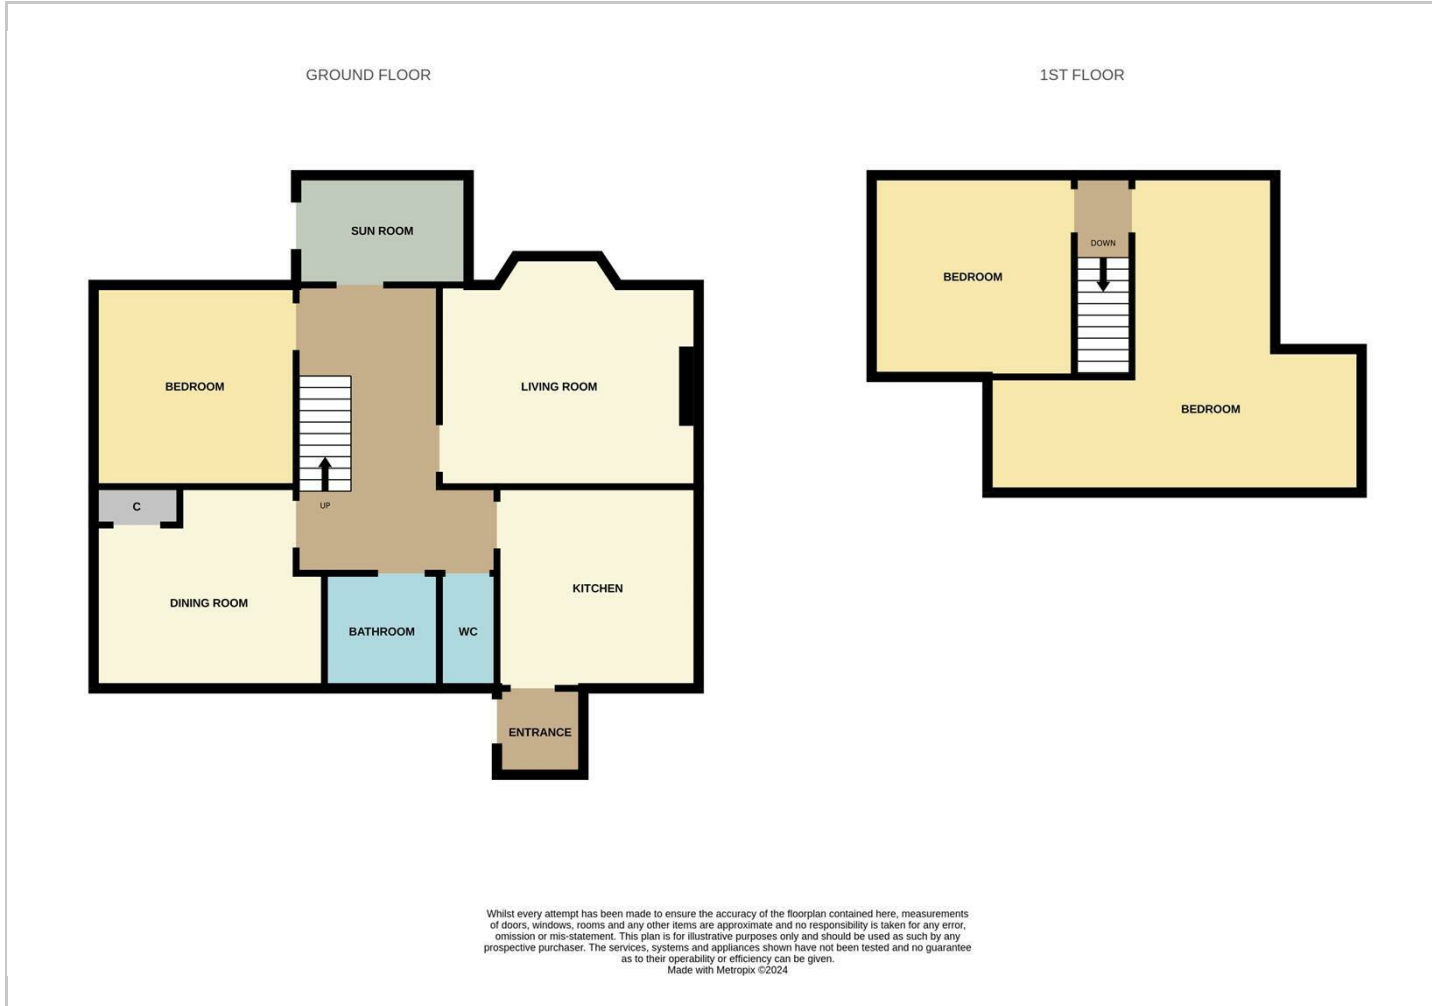 GROUND FLOOR
1ST FLOOR
SUN ROOM
DOWN
BEDROOM
BEDROOM
LIVING ROOM
BEDROOM
C
UP
DINING ROOM
KITCHEN
BATHROOM
WC
ENTRANCE
Whilst every attempt has been made to ensure the accuracy of the floorplan contained here, measurements
of doors, windows, rooms and any other items are approximate and no responsibility is taken for any error,
omission or mis-statement. This plan is for illustrative purposes only and should be used as such by any
prospective purchaser. The services, systems and appliances shown have not been tested and no guarantee
as to their operability or efficiency can be given.
Made with Metropix ©2024